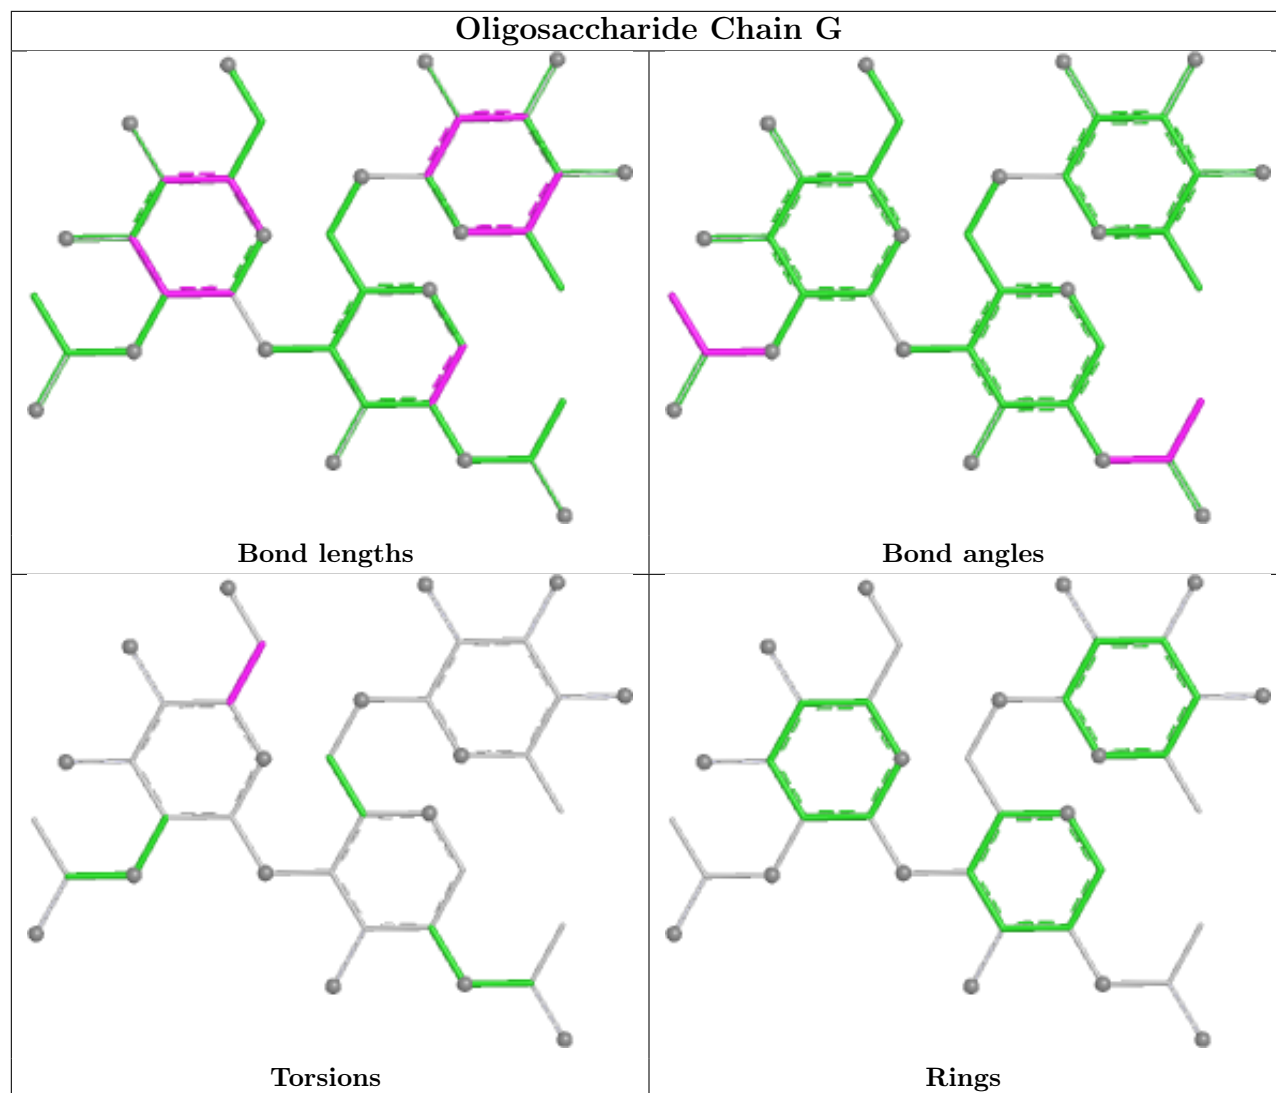 Oligosaccharide Chain G
Bond lengths
Bond angles
Torsions
Rings